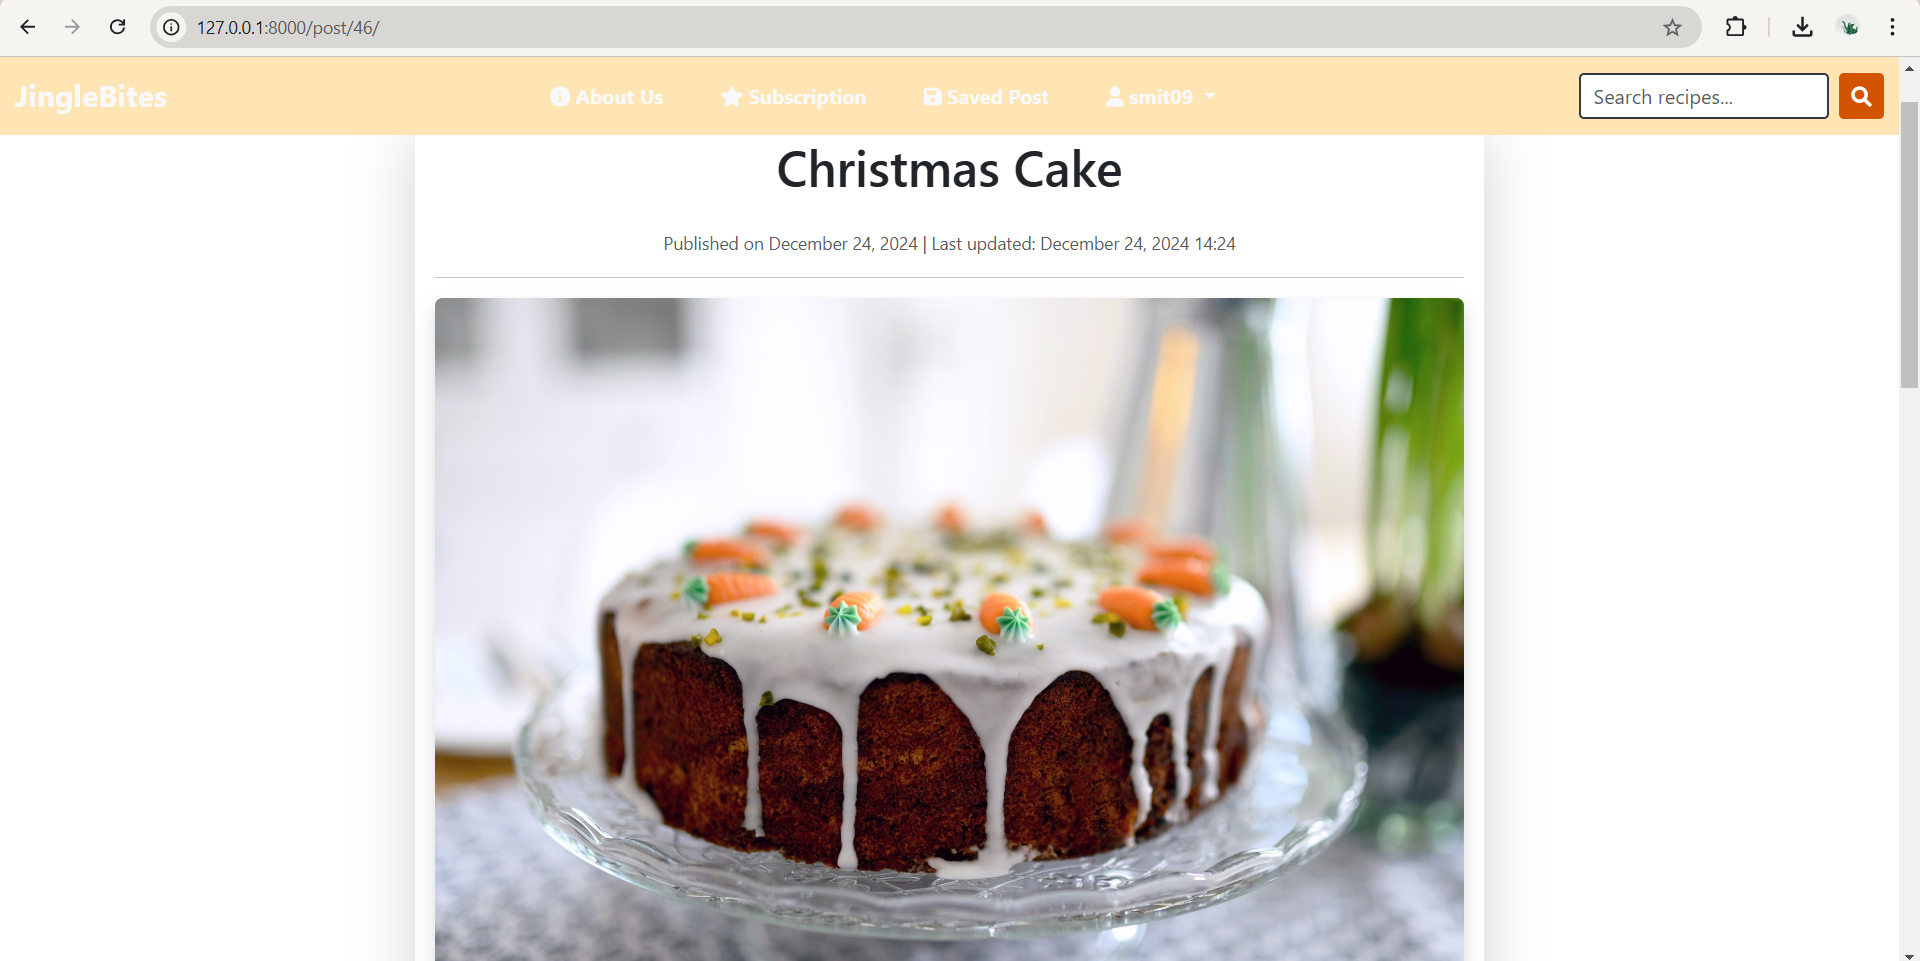 127.0.0.1:8000/post/46/
JingleBites
About Us
Subscription
Saved Post
smit09
Search recipes...
Christmas Cake
Published on December 24, 2024 | Last updated: December 24, 2024 14:24